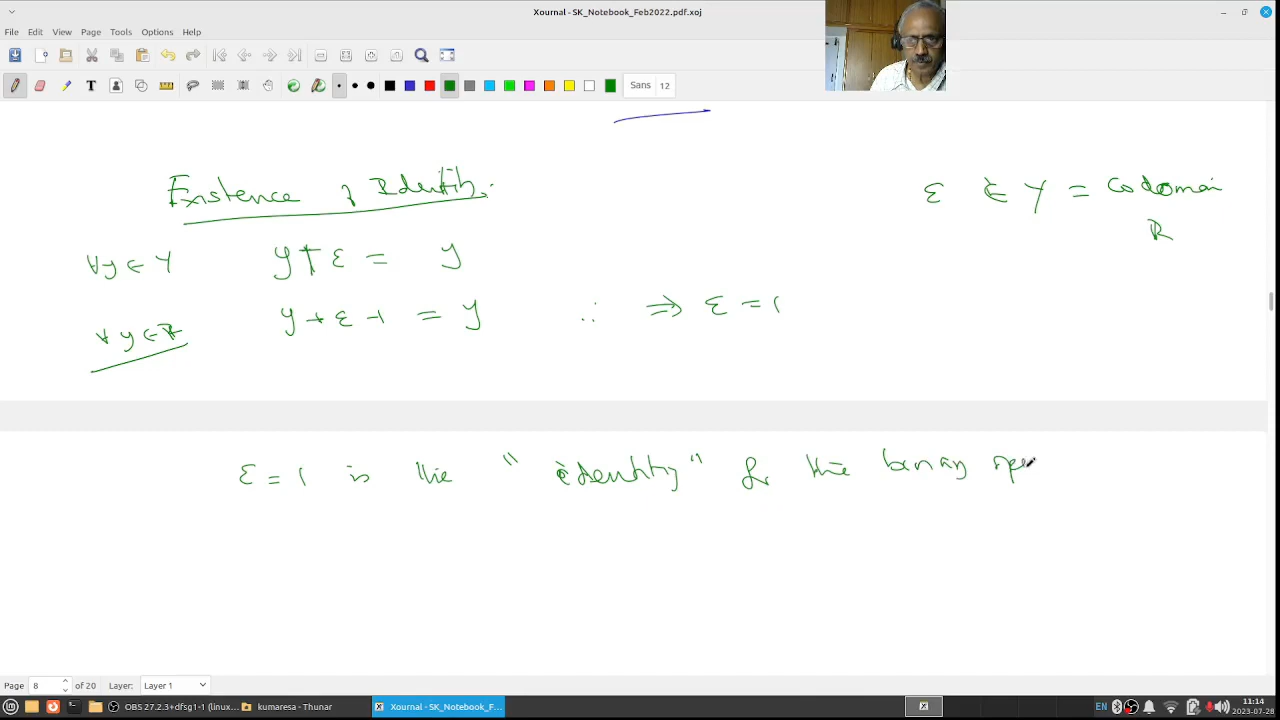 Xournal - SK_Notebook_Feb2022.pdf.xoj
File Edit View Page Tools Options Help
Sans 12
Existence of Identity.
ε ∈ Y = Codomain
R
∀y ∈ Y y † ε = y
∀ y ∈ R y + ε - 1 = y ∴ ⇒ ε = 1
ε = 1 is the "identity" for the binary ope
Page 8 of 20 Layer: Layer 1
OBS 27.2.3+dfsg1-1 (linux... kumaresa - Thunar Xournal - SK_Notebook_F... EN 11:14
2023-07-28